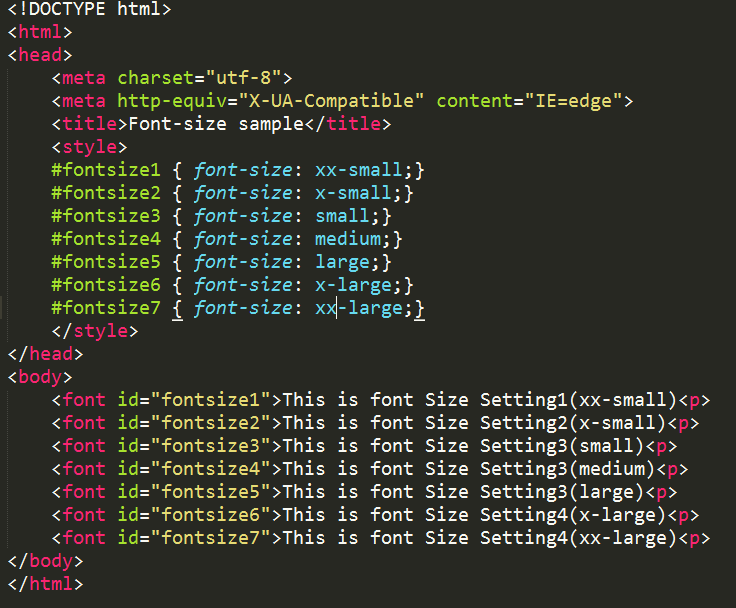 <!DOCTYPE html>
<html>
<head>
    <meta charset="utf-8">
    <meta http-equiv="X-UA-Compatible" content="IE=edge">
    <title>Font-size sample</title>
    <style>
    #fontsize1 { font-size: xx-small;}
    #fontsize2 { font-size: x-small;}
    #fontsize3 { font-size: small;}
    #fontsize4 { font-size: medium;}
    #fontsize5 { font-size: large;}
    #fontsize6 { font-size: x-large;}
    #fontsize7 { font-size: xx-large;}
    </style>
</head>
<body>
    <font id="fontsize1">This is font Size Setting1(xx-small)<p>
    <font id="fontsize2">This is font Size Setting2(x-small)<p>
    <font id="fontsize3">This is font Size Setting3(small)<p>
    <font id="fontsize4">This is font Size Setting3(medium)<p>
    <font id="fontsize5">This is font Size Setting3(large)<p>
    <font id="fontsize6">This is font Size Setting4(x-large)<p>
    <font id="fontsize7">This is font Size Setting4(xx-large)<p>
</body>
</html>